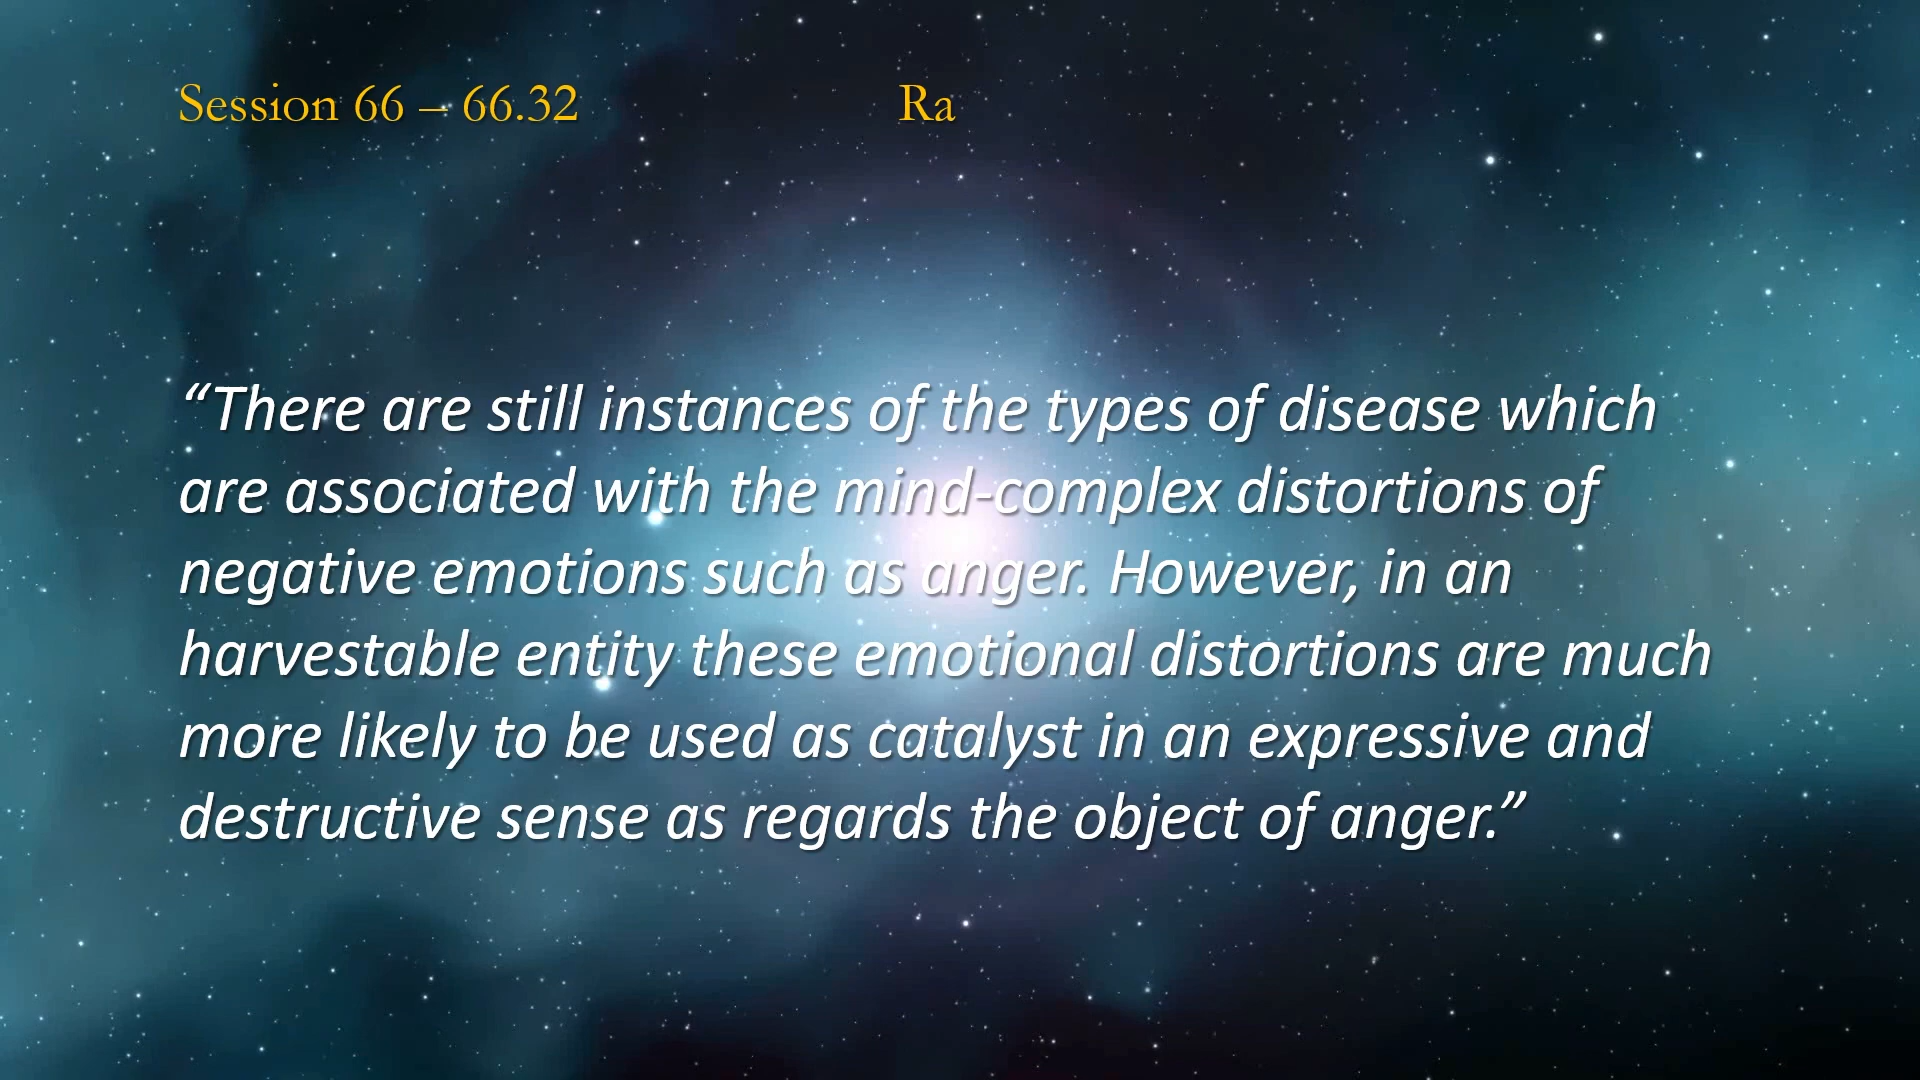 Session 66 – 66.32 Ra
“There are still instances of the types of disease which
are associated with the mind-complex distortions of
negative emotions such as anger. However, in an
harvestable entity these emotional distortions are much
more likely to be used as catalyst in an expressive and
destructive sense as regards the object of anger.”